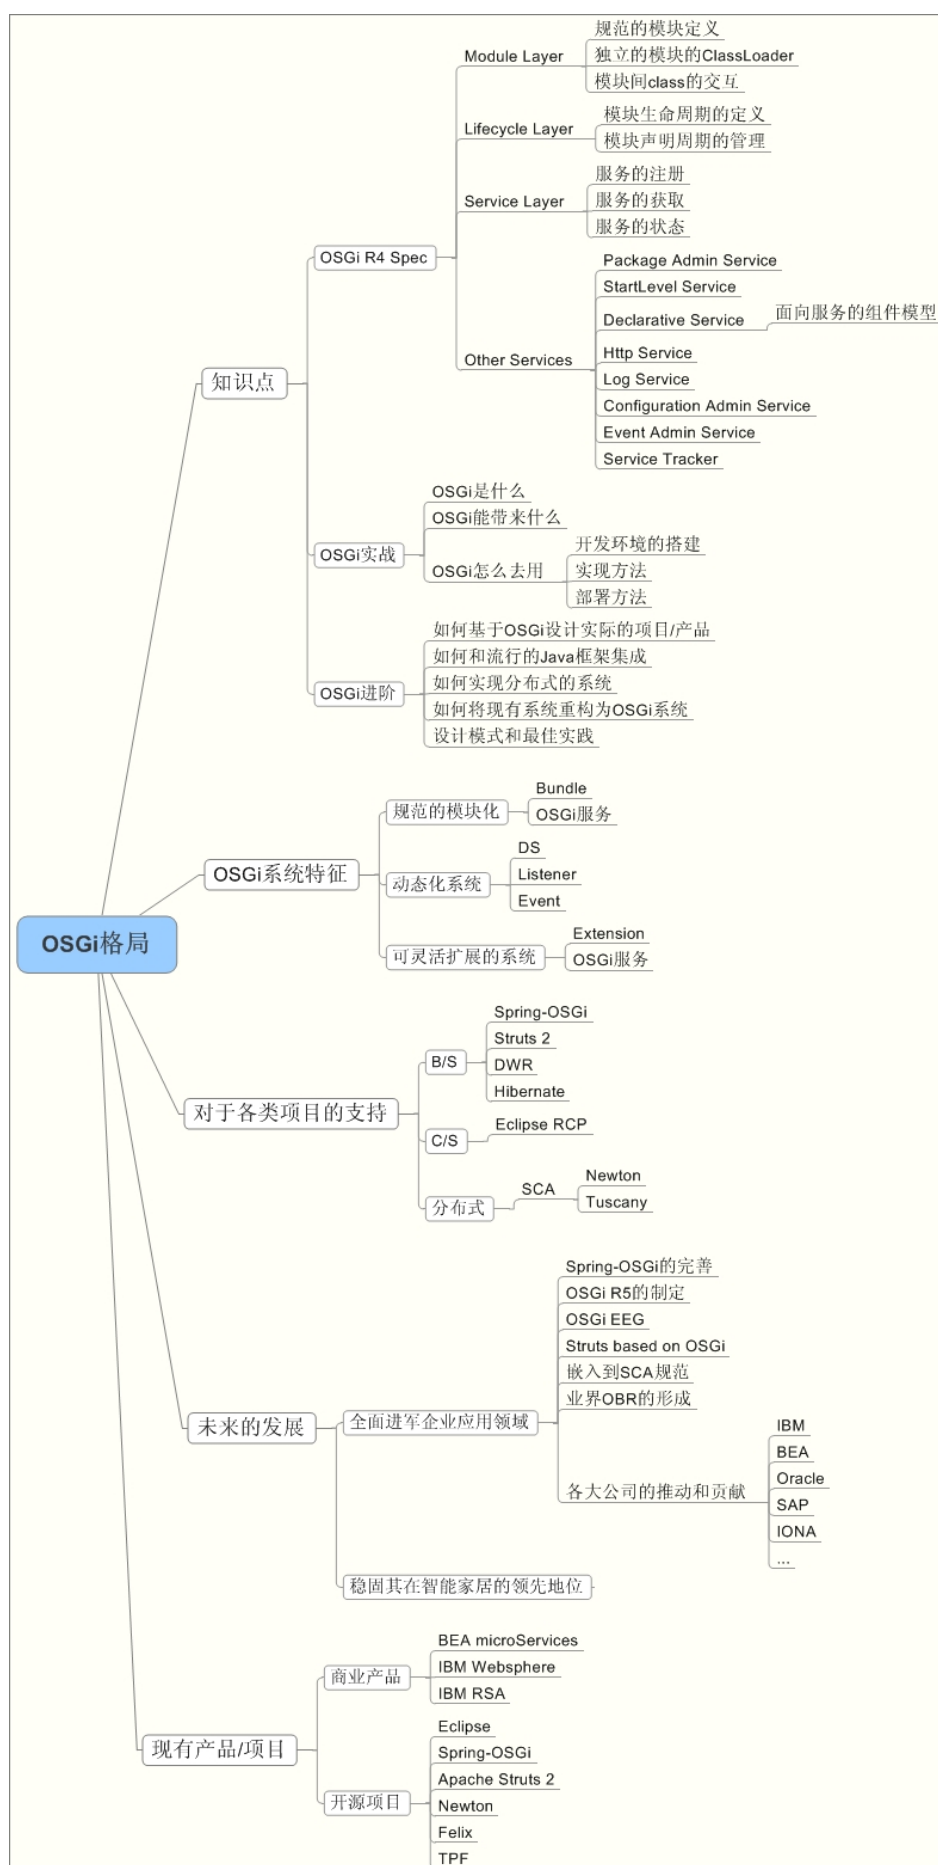 规范的模块定义
Module Layer
独立的模块的ClassLoader
模块间class的交互
模块生命周期的定义
Lifecycle Layer
模块声明周期的管理
服务的注册
Service Layer
服务的获取
服务的状态
OSGi R4 Spec
Package Admin Service
StartLevel Service
Declarative Service
面向服务的组件模型
Other Services
Http Service
Log Service
Configuration Admin Service
Event Admin Service
Service Tracker
知识点
OSGi是什么
OSGi能带来什么
OSGi实战
OSGi怎么去用
开发环境的搭建
实现方法
部署方法
如何基于OSGi设计实际的项目/产品
如何和流行的Java框架集成
OSGi进阶
如何实现分布式的系统
如何将现有系统重构为OSGi系统
设计模式和最佳实践
OSGi格局
OSGi系统特征
规范的模块化
Bundle
OSGi服务
动态化系统
DS
Listener
Event
可灵活扩展的系统
Extension
OSGi服务
对于各类项目的支持
B/S
Spring-OSGi
Struts 2
DWR
Hibernate
C/S
Eclipse RCP
分布式
SCA
Newton
Tuscany
未来的发展
全面进军企业应用领域
Spring-OSGi的完善
OSGi R5的制定
OSGi EEG
Struts based on OSGi
嵌入到SCA规范
业界OBR的形成
各大公司的推动和贡献
IBM
BEA
Oracle
SAP
IONA
...
稳固其在智能家居的领先地位
现有产品/项目
商业产品
BEA microServices
IBM Websphere
IBM RSA
开源项目
Eclipse
Spring-OSGi
Apache Struts 2
Newton
Felix
TPF